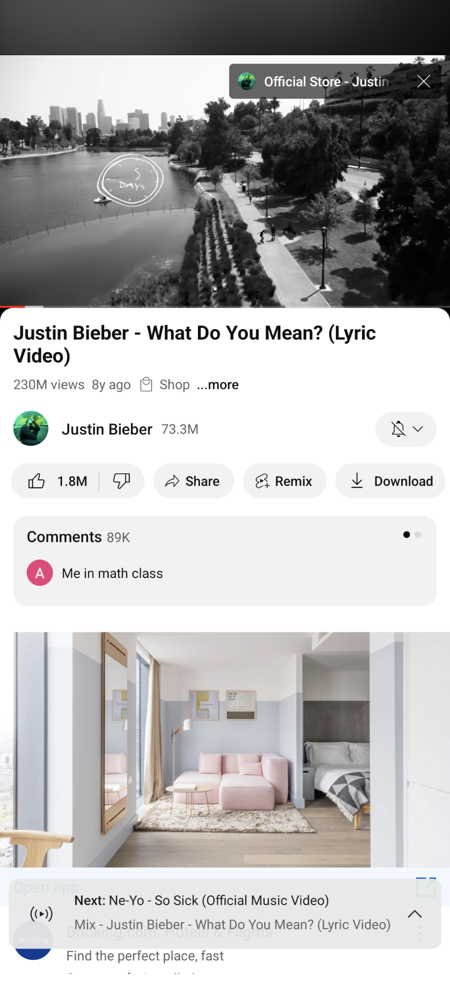 Official Store - Justin
5
DAYS
Justin Bieber - What Do You Mean? (Lyric
Video)
230M views 8y ago Shop ...more
Justin Bieber 73.3M
1.8M Share Remix Download
Comments 89K
A Me in math class
Open app
Next: Ne-Yo - So Sick (Official Music Video)
Mix - Justin Bieber - What Do You Mean? (Lyric Video)
Booking.com: Hotels & Flights
Booking
Find the perfect place, fast